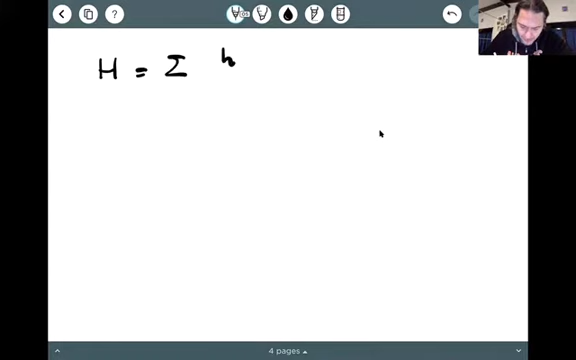 H = Σ h
4 pages